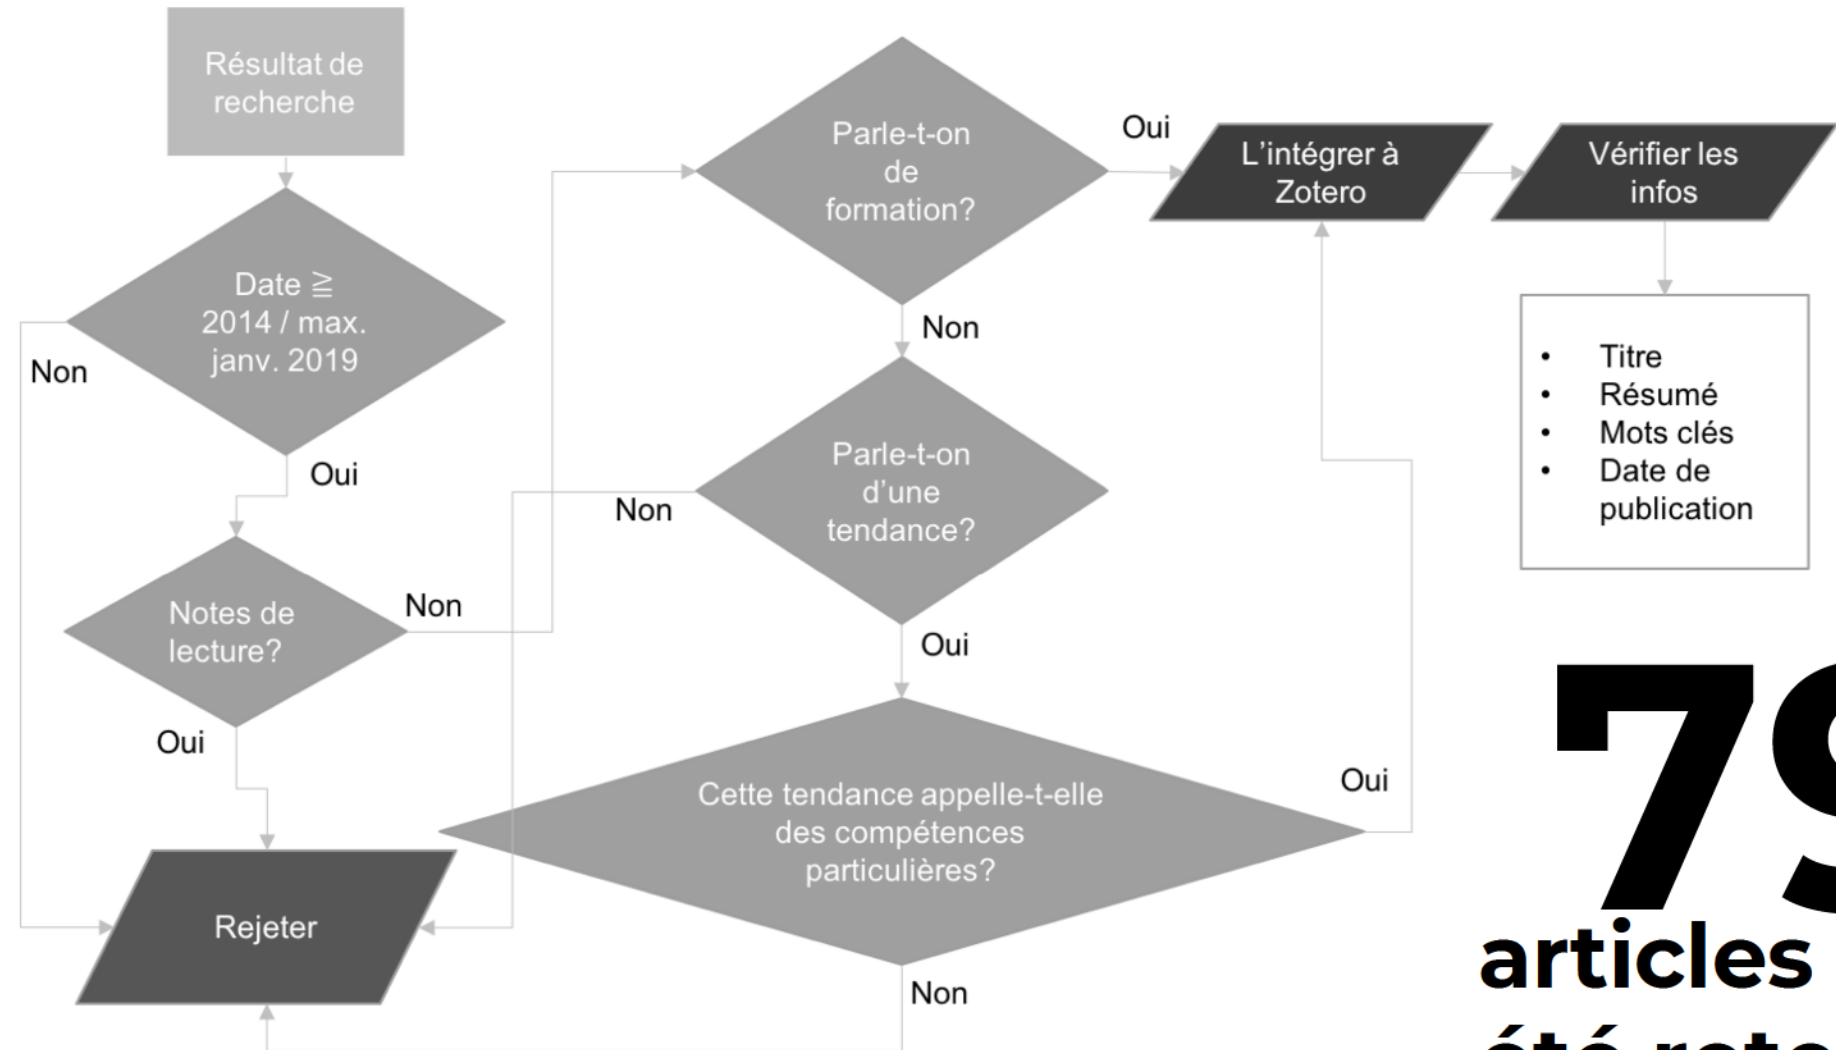 Résultat de
recherche
Date ≧
2014 / max.
janv. 2019
Non
Oui
Notes de
lecture?
Non
Oui
Rejeter
Parle-t-on
de
formation?
Oui
Non
Parle-t-on
d'une
tendance?
Non
Oui
Cette tendance appelle-t-elle
des compétences
particulières?
Oui
Non
L'intégrer à
Zotero
Vérifier les
infos
• Titre
• Résumé
• Mots clés
• Date de
publication
79
articles
été